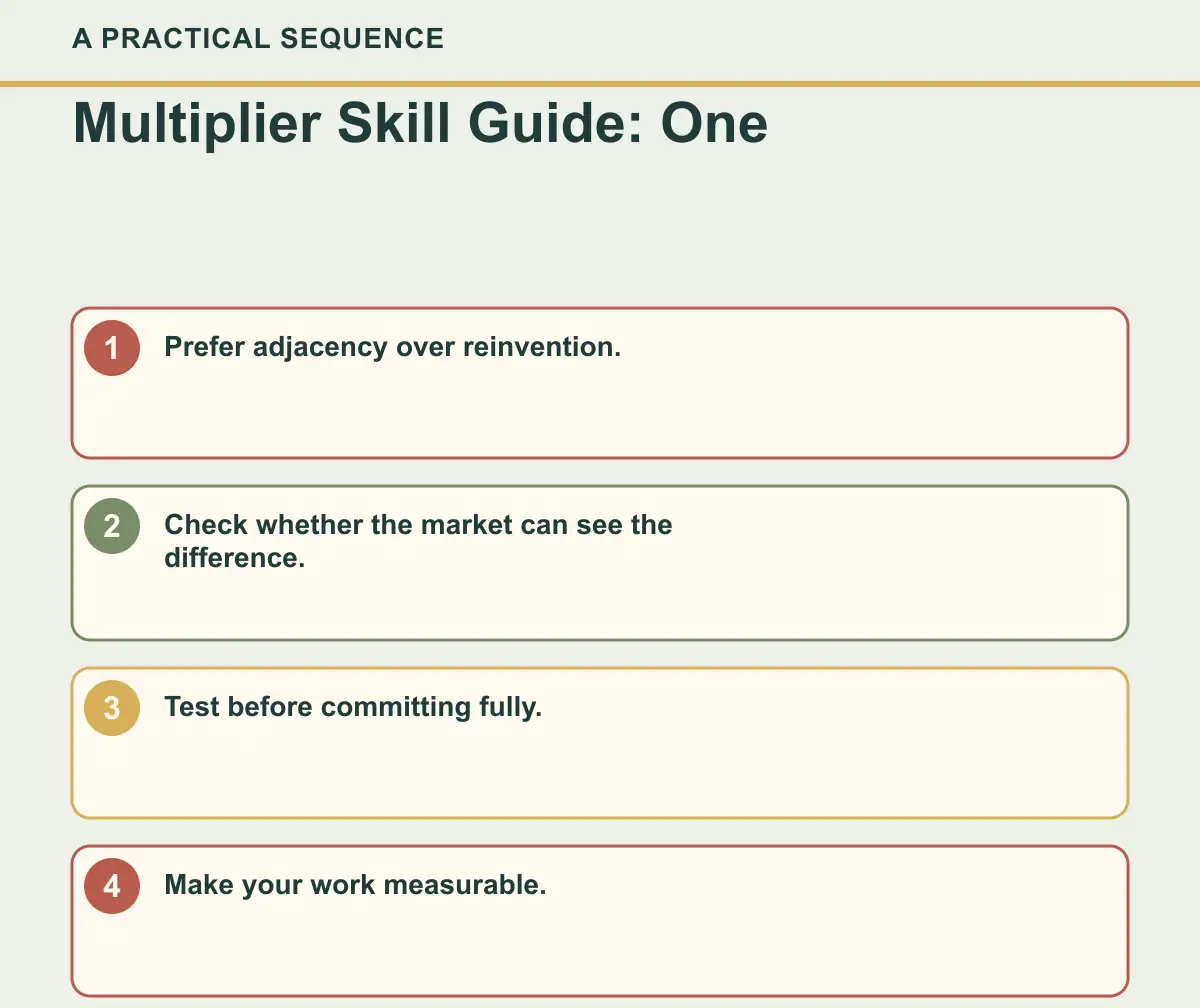 A PRACTICAL SEQUENCE
Multiplier Skill Guide: One
1
Prefer adjacency over reinvention.
2
Check whether the market can see the
difference.
3
Test before committing fully.
4
Make your work measurable.